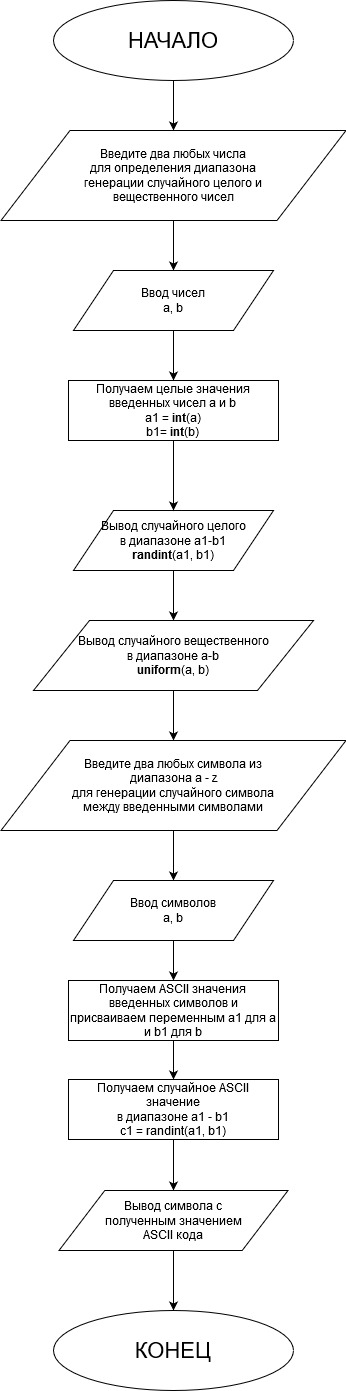 НАЧАЛО
Введите два любых числа
для определения диапазона
генерации случайного целого и
вещественного чисел
Ввод чисел
a, b
Получаем целые значения
введенных чисел a и b
a1 = int(a)
b1= int(b)
Вывод случайного целого
в диапазоне a1-b1
randint(a1, b1)
Вывод случайного вещественного
в диапазоне a-b
uniform(a, b)
Введите два любых символа из
диапазона a - z
для генерации случайного символа
между введенными символами
Ввод символов
a, b
Получаем ASCII значения
введенных символов и
присваиваем переменным a1 для a
и b1 для b
Получаем случайное ASCII
значение
в диапазоне a1 - b1
c1 = randint(a1, b1)
Вывод символа с
полученным значением
ASCII кода
КОНЕЦ